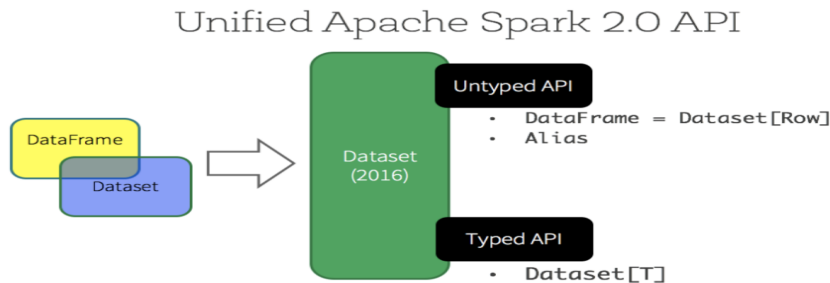 Unified Apache Spark 2.0 API
DataFrame
Dataset
Dataset
(2016)
Untyped API
• DataFrame = Dataset[Row]
• Alias
Typed API
• Dataset[T]